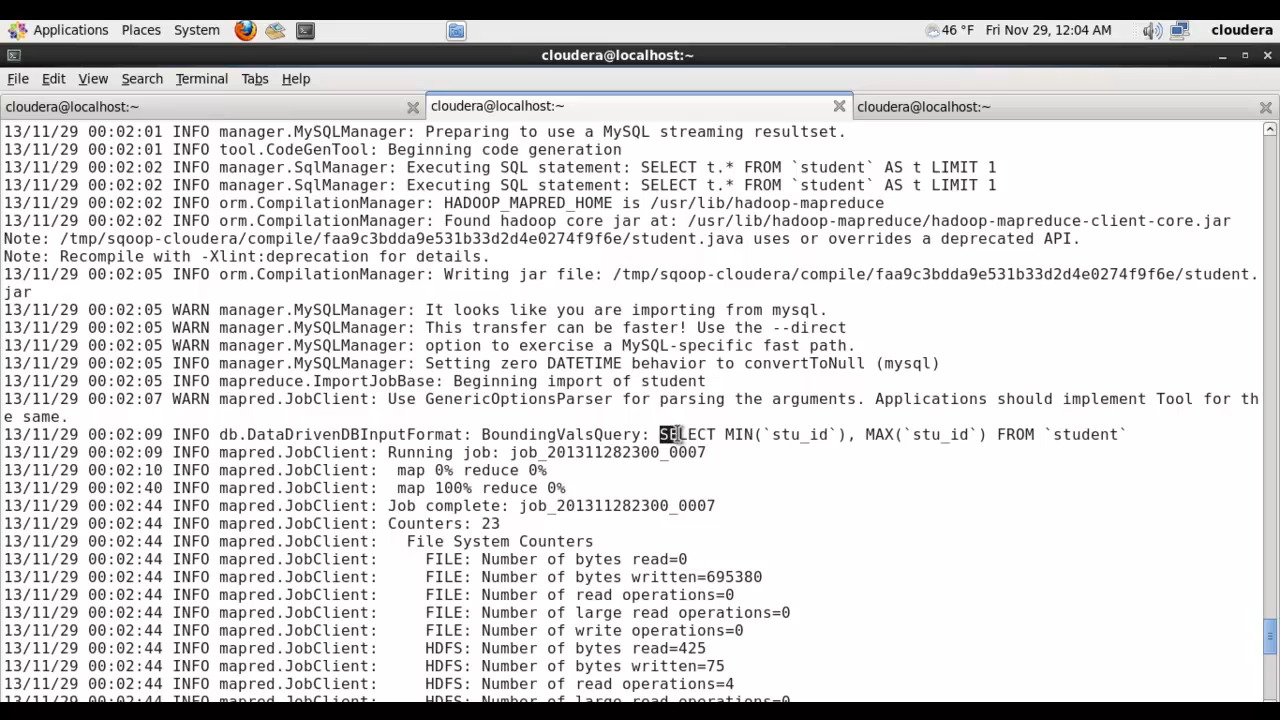 Applications Places System 46 °F Fri Nov 29, 12:04 AM cloudera
cloudera@localhost:~
File Edit View Search Terminal Tabs Help
cloudera@localhost:~ cloudera@localhost:~ cloudera@localhost:~
13/11/29 00:02:01 INFO manager.MySQLManager: Preparing to use a MySQL streaming resultset.
13/11/29 00:02:01 INFO tool.CodeGenTool: Beginning code generation
13/11/29 00:02:02 INFO manager.SqlManager: Executing SQL statement: SELECT t.* FROM `student` AS t LIMIT 1
13/11/29 00:02:02 INFO manager.SqlManager: Executing SQL statement: SELECT t.* FROM `student` AS t LIMIT 1
13/11/29 00:02:02 INFO orm.CompilationManager: HADOOP_MAPRED_HOME is /usr/lib/hadoop-mapreduce
13/11/29 00:02:02 INFO orm.CompilationManager: Found hadoop core jar at: /usr/lib/hadoop-mapreduce/hadoop-mapreduce-client-core.jar
Note: /tmp/sqoop-cloudera/compile/faa9c3bdda9e531b33d2d4e0274f9f6e/student.java uses or overrides a deprecated API.
Note: Recompile with -Xlint:deprecation for details.
13/11/29 00:02:05 INFO orm.CompilationManager: Writing jar file: /tmp/sqoop-cloudera/compile/faa9c3bdda9e531b33d2d4e0274f9f6e/student.
jar
13/11/29 00:02:05 WARN manager.MySQLManager: It looks like you are importing from mysql.
13/11/29 00:02:05 WARN manager.MySQLManager: This transfer can be faster! Use the --direct
13/11/29 00:02:05 WARN manager.MySQLManager: option to exercise a MySQL-specific fast path.
13/11/29 00:02:05 INFO manager.MySQLManager: Setting zero DATETIME behavior to convertToNull (mysql)
13/11/29 00:02:05 INFO mapreduce.ImportJobBase: Beginning import of student
13/11/29 00:02:07 WARN mapred.JobClient: Use GenericOptionsParser for parsing the arguments. Applications should implement Tool for th
e same.
13/11/29 00:02:09 INFO db.DataDrivenDBInputFormat: BoundingValsQuery: SELECT MIN(`stu_id`), MAX(`stu_id`) FROM `student`
13/11/29 00:02:09 INFO mapred.JobClient: Running job: job_201311282300_0007
13/11/29 00:02:10 INFO mapred.JobClient:  map 0% reduce 0%
13/11/29 00:02:40 INFO mapred.JobClient:  map 100% reduce 0%
13/11/29 00:02:44 INFO mapred.JobClient: Job complete: job_201311282300_0007
13/11/29 00:02:44 INFO mapred.JobClient: Counters: 23
13/11/29 00:02:44 INFO mapred.JobClient:   File System Counters
13/11/29 00:02:44 INFO mapred.JobClient:     FILE: Number of bytes read=0
13/11/29 00:02:44 INFO mapred.JobClient:     FILE: Number of bytes written=695380
13/11/29 00:02:44 INFO mapred.JobClient:     FILE: Number of read operations=0
13/11/29 00:02:44 INFO mapred.JobClient:     FILE: Number of large read operations=0
13/11/29 00:02:44 INFO mapred.JobClient:     FILE: Number of write operations=0
13/11/29 00:02:44 INFO mapred.JobClient:     HDFS: Number of bytes read=425
13/11/29 00:02:44 INFO mapred.JobClient:     HDFS: Number of bytes written=75
13/11/29 00:02:44 INFO mapred.JobClient:     HDFS: Number of read operations=4
13/11/29 00:02:44 INFO mapred.JobClient:     HDFS: Number of large read operations=0